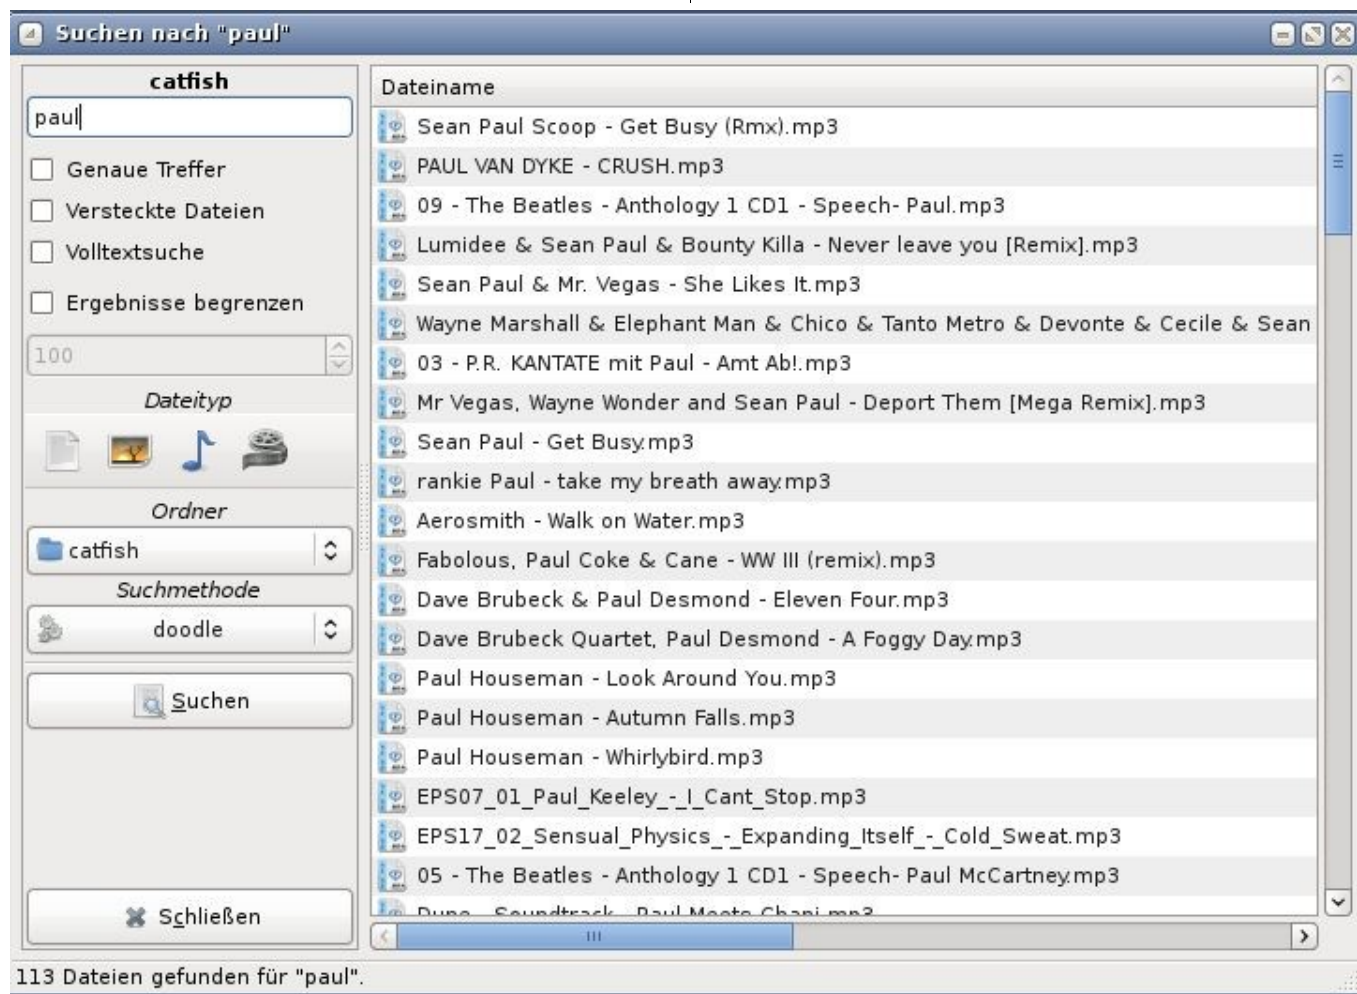 Suchen nach "paul"
catfish
paul
Genaue Treffer
Versteckte Dateien
Volltextsuche
Ergebnisse begrenzen
100
Dateityp
Ordner
catfish
Suchmethode
doodle
Suchen
Schließen
Dateiname
Sean Paul Scoop - Get Busy (Rmx).mp3
PAUL VAN DYKE - CRUSH.mp3
09 - The Beatles - Anthology 1 CD1 - Speech- Paul.mp3
Lumidee & Sean Paul & Bounty Killa - Never leave you [Remix].mp3
Sean Paul & Mr. Vegas - She Likes It.mp3
Wayne Marshall & Elephant Man & Chico & Tanto Metro & Devonte & Cecile & Sean
03 - P.R. KANTATE mit Paul - Amt Ab!.mp3
Mr Vegas, Wayne Wonder and Sean Paul - Deport Them [Mega Remix].mp3
Sean Paul - Get Busy.mp3
rankie Paul - take my breath away.mp3
Aerosmith - Walk on Water.mp3
Fabolous, Paul Coke & Cane - WW III (remix).mp3
Dave Brubeck & Paul Desmond - Eleven Four.mp3
Dave Brubeck Quartet, Paul Desmond - A Foggy Day.mp3
Paul Houseman - Look Around You.mp3
Paul Houseman - Autumn Falls.mp3
Paul Houseman - Whirlybird.mp3
EPS07_01_Paul_Keeley_-_I_Cant_Stop.mp3
EPS17_02_Sensual_Physics_-_Expanding_Itself_-_Cold_Sweat.mp3
05 - The Beatles - Anthology 1 CD1 - Speech- Paul McCartney.mp3
Dune - Soundtrack - Paul Meets Chani.mp3
113 Dateien gefunden für "paul".